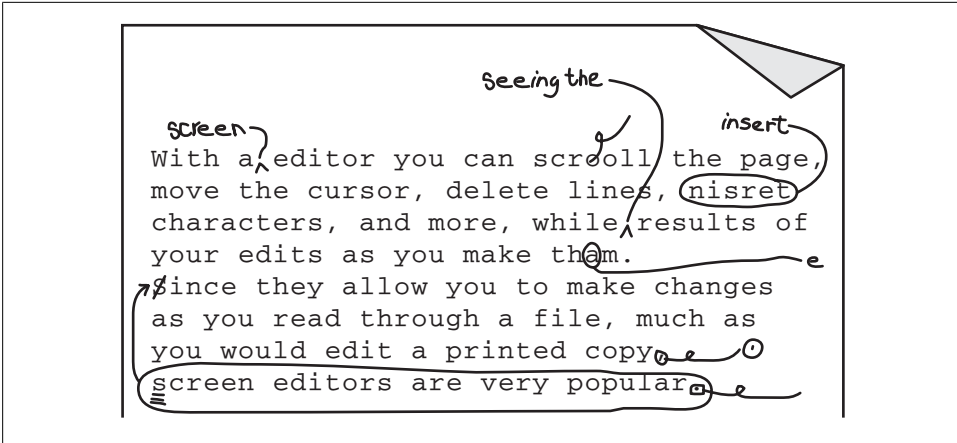 seeing the
screen
insert
With a editor you can scrooll the page,
move the cursor, delete lines, nisret
characters, and more, while results of
your edits as you make tham.
e
Since they allow you to make changes
as you read through a file, much as
you would edit a printed copy,
screen editors are very popular.